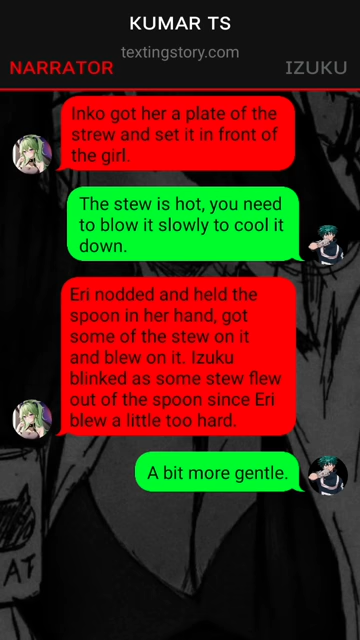 KUMAR TS
textingstory.com
NARRATOR
IZUKU
Inko got her a plate of the
strew and set it in front of
the girl.
The stew is hot, you need
to blow it slowly to cool it
down.
Eri nodded and held the
spoon in her hand, got
some of the stew on it
and blew on it. Izuku
blinked as some stew flew
out of the spoon since Eri
blew a little too hard.
A bit more gentle.
AF